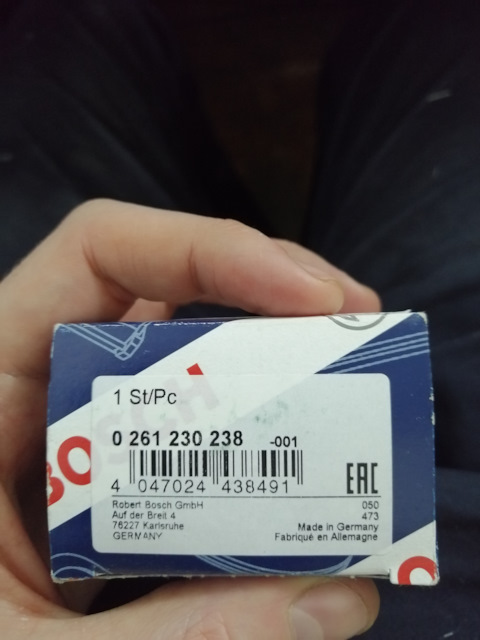 BOSCH
1 St/Pc
0 261 230 238 -001
4 047024 438491
EAC
Robert Bosch GmbH
Auf der Breit 4
76227 Karlsruhe
GERMANY
050
473
Made in Germany
Fabriqué en Allemagne